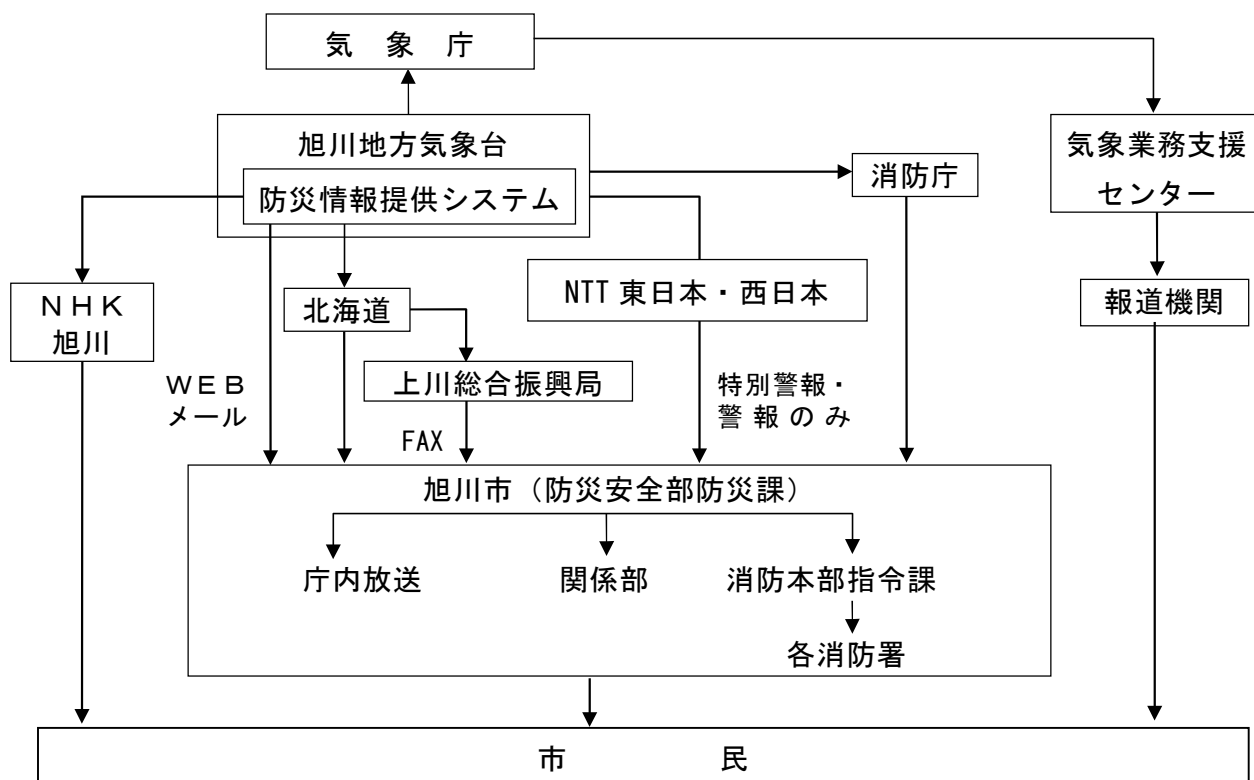 気 象 庁
旭川地方気象台
防災情報提供システム
消防庁
気象業務支援
センター
NHK
旭川
北海道
NTT 東日本・西日本
報道機関
上川総合振興局
WEB
メール
FAX
特別警報・
警報のみ
旭川市（防災安全部防災課）
庁内放送
関係部
消防本部指令課
各消防署
市 民